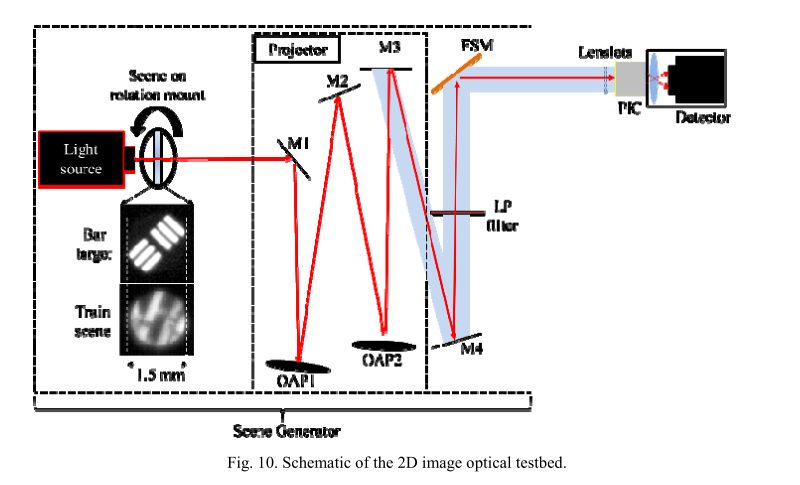 Projector
M3
FSM
Lenslets
Scene on
rotation mount
M2
PIC
Detector
Light
source
M1
LP
filter
Bar
target
Train
scene
1.5 mm
OAP1
OAP2
M4
Scene Generator
Fig. 10. Schematic of the 2D image optical testbed.